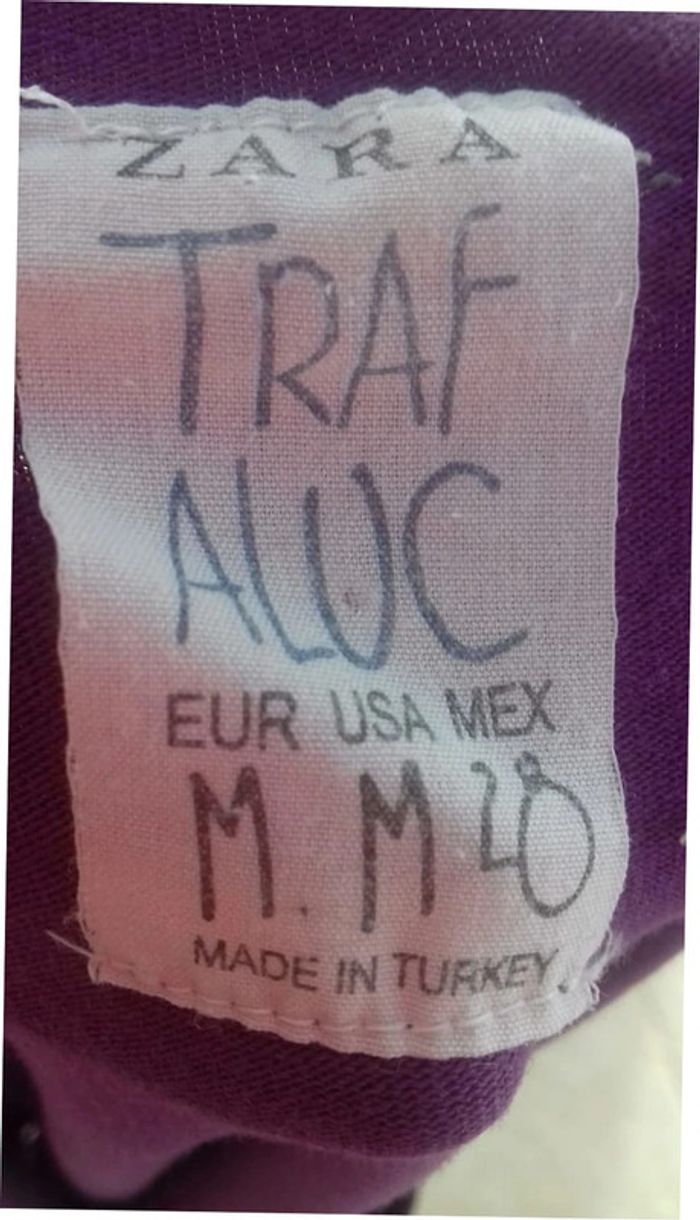 ZARA
TRAF
ALUC
EUR USA MEX
M. M 28
MADE IN TURKEY.